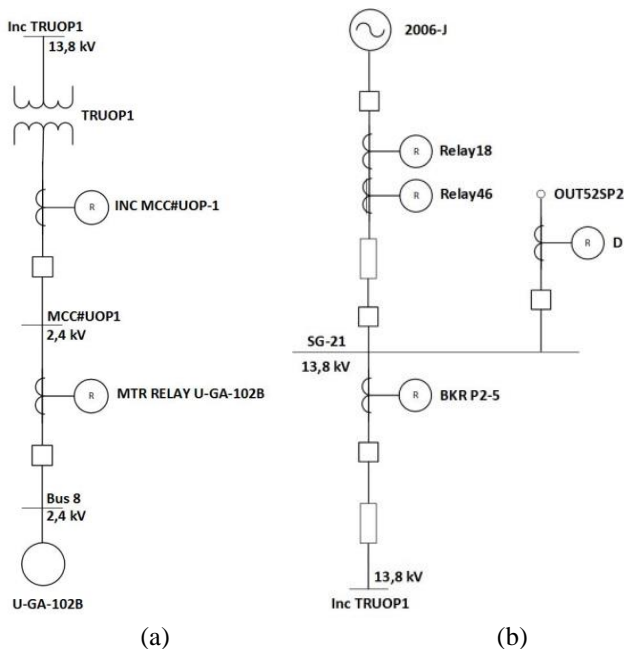 Inc TRUOP1
13,8 kV
TRUOP1
R
INC MCC#UOP-1
MCC#UOP1
2,4 kV
R
MTR RELAY U-GA-102B
Bus 8
2,4 kV
U-GA-102B
(a)
2006-J
R
Relay18
R
Relay46
OUT52SP2
R
D
SG-21
13,8 kV
R
BKR P2-5
13,8 kV
Inc TRUOP1
(b)